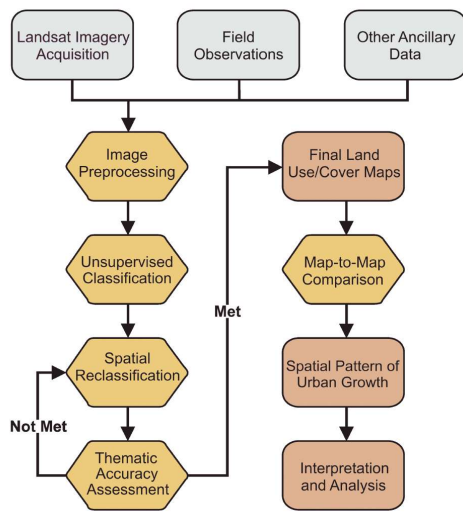 Landsat Imagery
Acquisition
Field
Observations
Other Ancillary
Data
Image
Preprocessing
Unsupervised
Classification
Spatial
Reclassification
Not Met
Thematic
Accuracy
Assessment
Met
Final Land
Use/Cover Maps
Map-to-Map
Comparison
Spatial Pattern of
Urban Growth
Interpretation
and Analysis